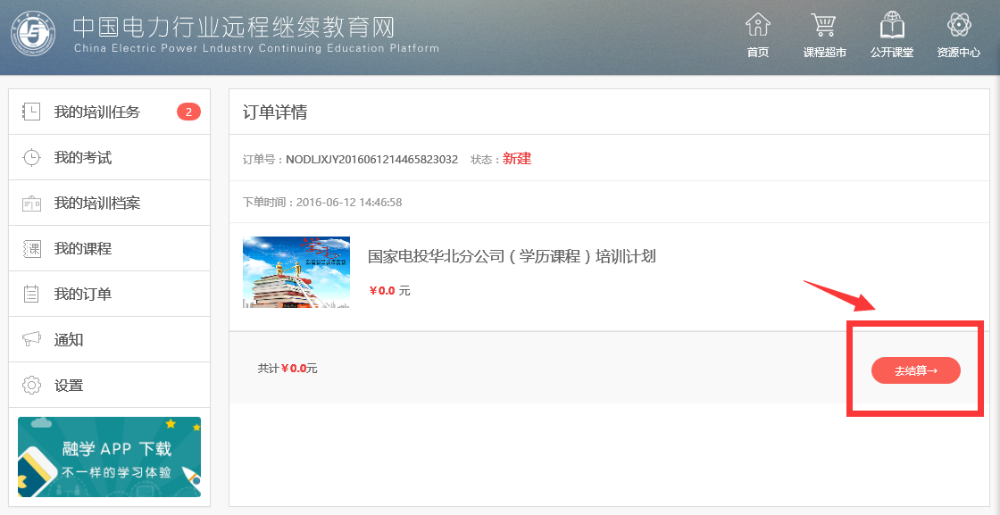 中国电力行业远程继续教育网
China Electric Power Lndustry Continuing Education Platform
首页
课程超市
公开课堂
资源中心
我的培训任务
2
我的考试
我的培训档案
课
我的课程
我的订单
通知
设置
融学 APP 下载
不一样的学习体验
订单详情
订单号：NODLJXJY2016061214465823032 状态：新建
下单时间：2016-06-12 14:46:58
国家电投华北分公司（学历课程）培训计划
¥0.0 元
共计¥0.0元
去结算→